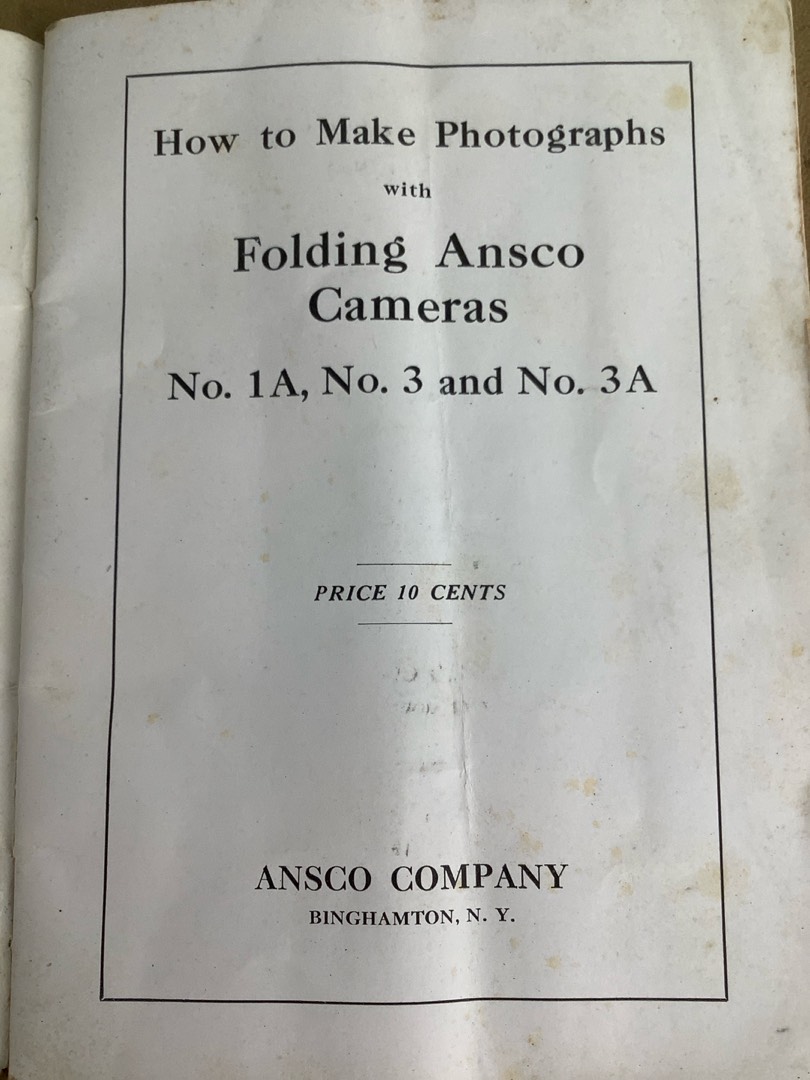 How to Make Photographs
with
Folding Ansco
Cameras
No. 1A, No. 3 and No. 3A
PRICE 10 CENTS
ANSCO COMPANY
BINGHAMTON, N. Y.